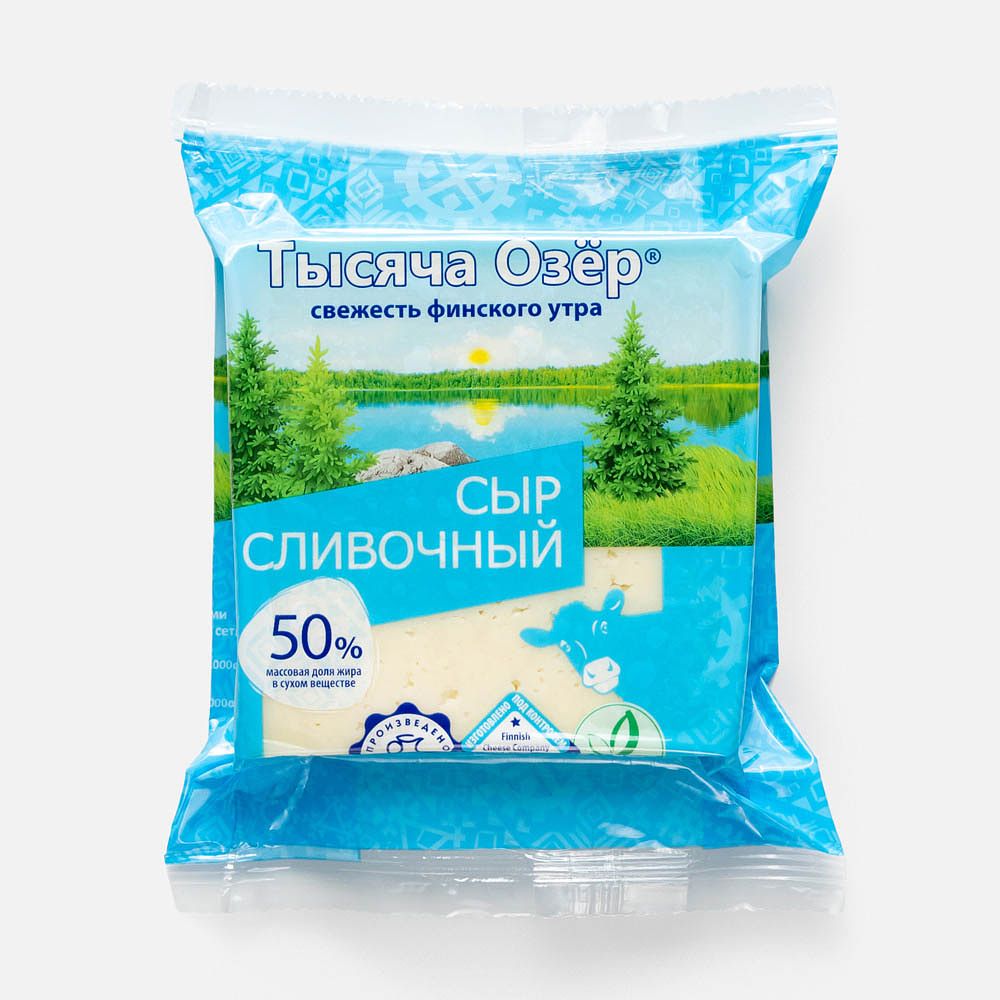 Тысяча Озёр®
свежесть финского утра
СЫР
СЛИВОЧНЫЙ
50%
массовая доля жира
в сухом веществе
ПРОИЗВЕДЕНО
ИЗГОТОВЛЕНО ПОД КОНТРОЛЕМ
Finnish
Cheese Company